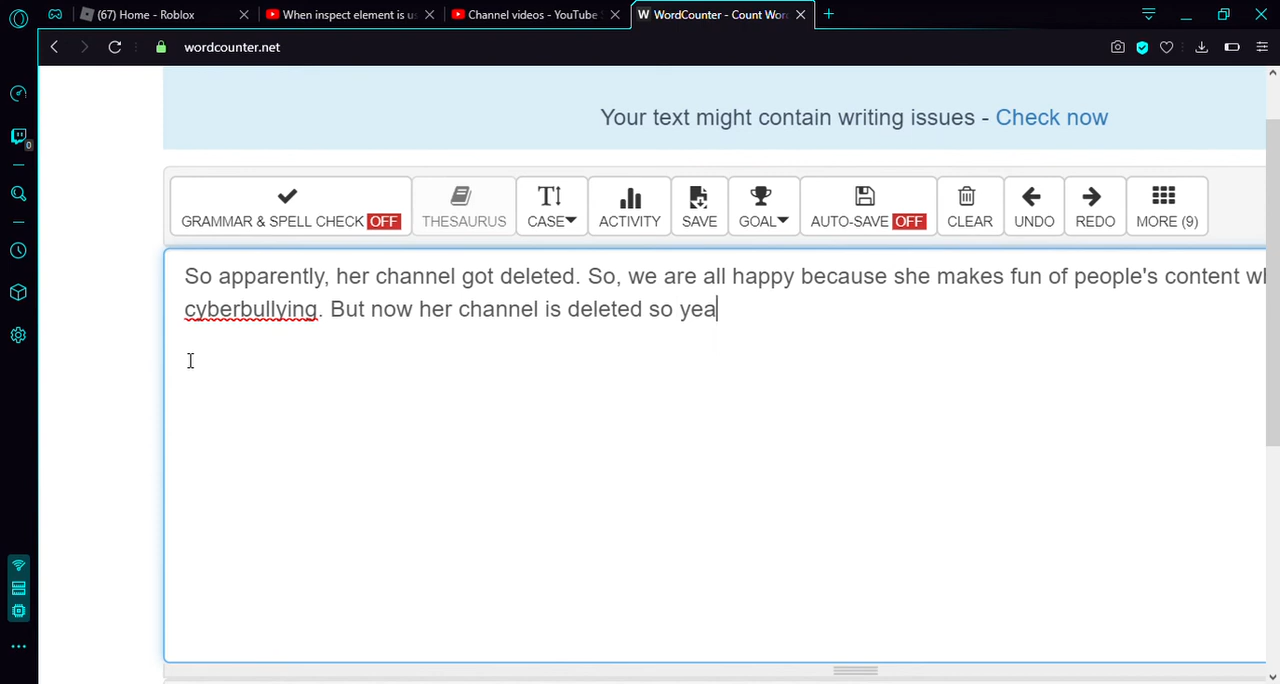 (67) Home - Roblox
When inspect element is u
Channel videos - YouTube
W WordCounter - Count Wor
wordcounter.net
Your text might contain writing issues - Check now
GRAMMAR & SPELL CHECK OFF
THESAURUS
CASE
ACTIVITY
SAVE
GOAL
AUTO-SAVE OFF
CLEAR
UNDO
REDO
MORE (9)
So apparently, her channel got deleted. So, we are all happy because she makes fun of people's content wh
cyberbullying. But now her channel is deleted so yea
0